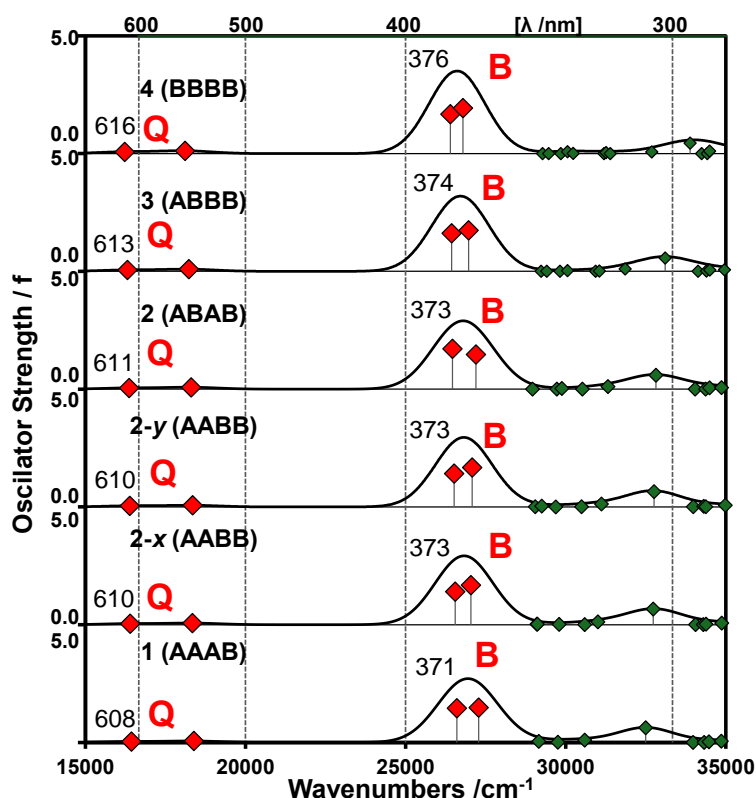 600 500 400 [λ /nm] 300
5.0
376
B
4 (BBBB)
616 Q
0.0
5.0
374
B
3 (ABBB)
613 Q
0.0
5.0
373
B
2 (ABAB)
611 Q
0.0
5.0
373
B
2-y (AABB)
610 Q
0.0
5.0
373
B
2-x (AABB)
610 Q
0.0
5.0
371
B
1 (AAAB)
608 Q
0.0
15000 20000 25000 30000 35000
Wavenumbers /cm-1
Oscilator Strength / f